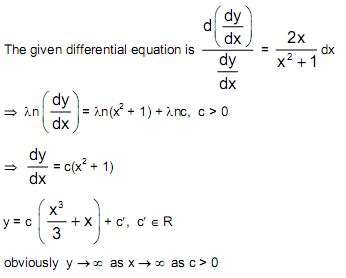 The given differential equation is d(dy/dx) / (dy/dx) = 2x/(x² + 1) dx
⇒ λn(dy/dx) = λn(x² + 1) + λnc, c > 0
⇒ dy/dx = c(x² + 1)
y = c (x³/3 + x) + c′, c′ ∈ R
obviously y → ∞ as x → ∞ as c > 0